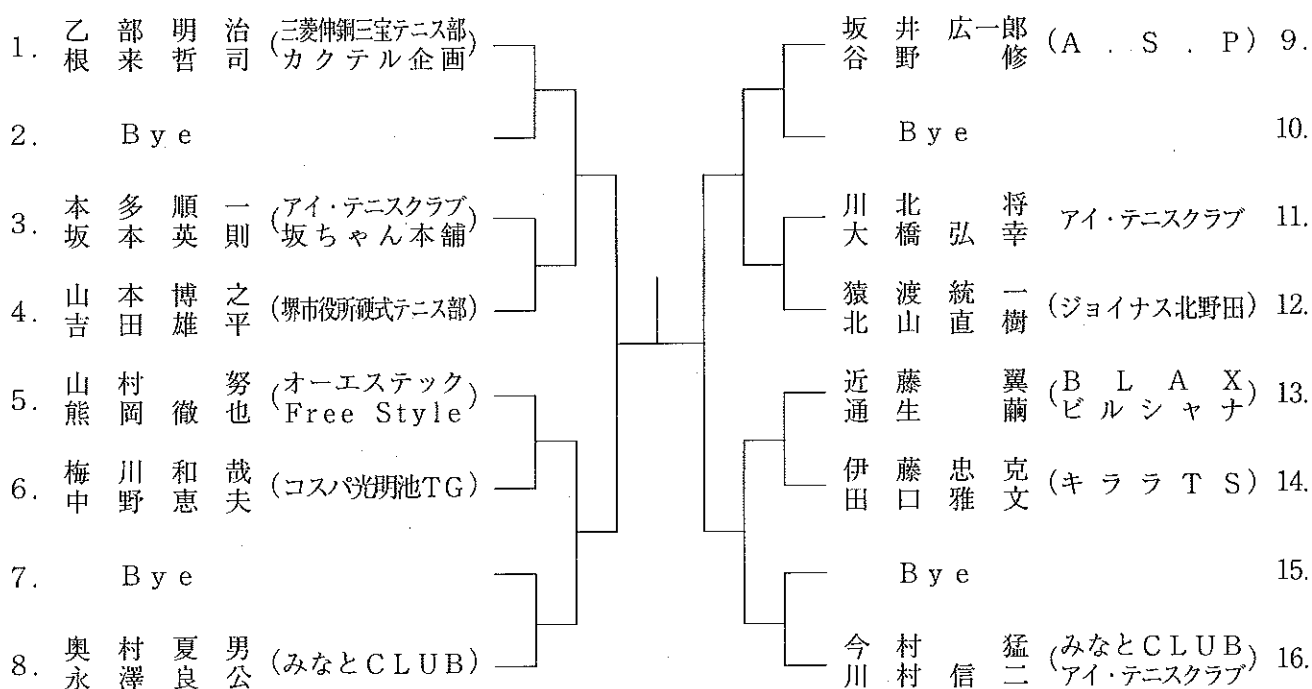 1. 乙部明治 (三菱伸銅三宝テニス部)
根来哲司 (カクテル企画)
2. Bye
3. 本多順一 (アイ・テニスクラブ)
坂本英則 (坂ちゃん本舗)
4. 山本博之 (堺市役所硬式テニス部)
吉田雄平
5. 山村努 (オーエステック)
熊岡徹也 (Free Style)
6. 梅川和哉 (コスパ光明池TG)
中野恵夫
7. Bye
8. 奥村夏男 (みなとCLUB)
永澤良公
坂井広一郎 (A.S.P) 9.
谷野修
Bye 10.
川北将 アイ・テニスクラブ 11.
大橋弘幸
猿渡統一 (ジョイナス北野田) 12.
北山直樹
近藤翼 (BLAX) 13.
通生繭 (ビルシャナ)
伊藤忠克 (キララTS) 14.
田口雅文
Bye 15.
今村猛 (みなとCLUB) 16.
川村信二 (アイ・テニスクラブ)